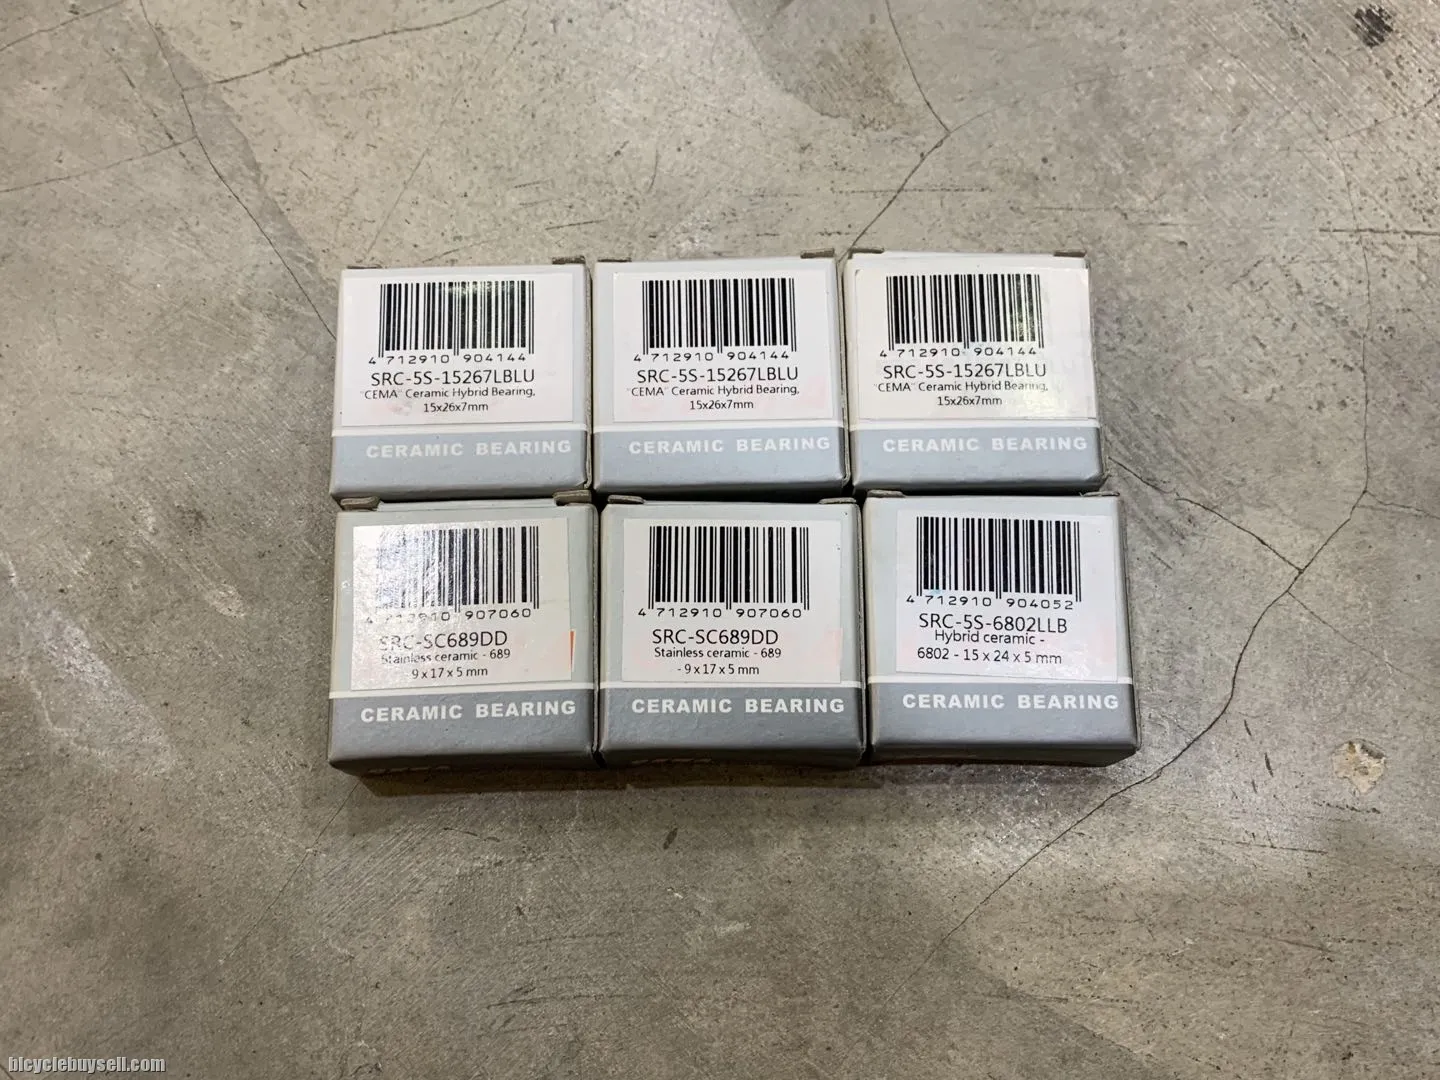 4 712910 904144
SRC-5S-15267LBLU
"CEMA" Ceramic Hybrid Bearing,
15x26x7mm
CERAMIC BEARING
4 712910 904144
SRC-5S-15267LBLU
"CEMA" Ceramic Hybrid Bearing,
15x26x7mm
CERAMIC BEARING
4 712910 904144
SRC-5S-15267LBLU
"CEMA" Ceramic Hybrid Bearing,
15x26x7mm
CERAMIC BEARING
4 712910 907060
SRC-SC689DD
Stainless ceramic - 689
- 9 x 17 x 5 mm
CERAMIC BEARING
4 712910 907060
SRC-SC689DD
Stainless ceramic - 689
- 9 x 17 x 5 mm
CERAMIC BEARING
4 712910 904052
SRC-5S-6802LLB
Hybrid ceramic -
6802 - 15 x 24 x 5 mm
CERAMIC BEARING
bicyclebuysell.com